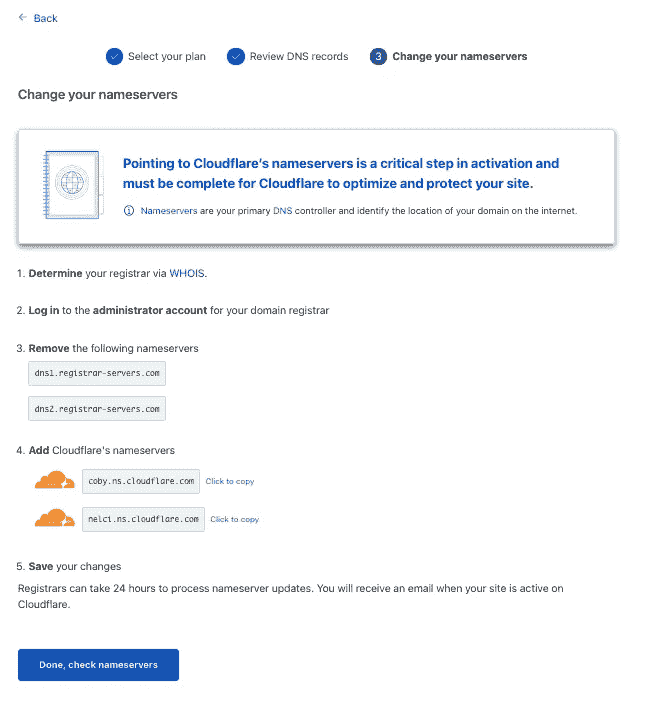 Back
Select your plan
Review DNS records
3 Change your nameservers
Change your nameservers
Pointing to Cloudflare's nameservers is a critical step in activation and
must be complete for Cloudflare to optimize and protect your site.
Nameservers are your primary DNS controller and identify the location of your domain on the internet.
1. Determine your registrar via WHOIS.
2. Log in to the administrator account for your domain registrar
3. Remove the following nameservers
dns1.registrar-servers.com
dns2.registrar-servers.com
4. Add Cloudflare's nameservers
coby.ns.cloudflare.com Click to copy
nelci.ns.cloudflare.com Click to copy
5. Save your changes
Registrars can take 24 hours to process nameserver updates. You will receive an email when your site is active on
Cloudflare.
Done, check nameservers